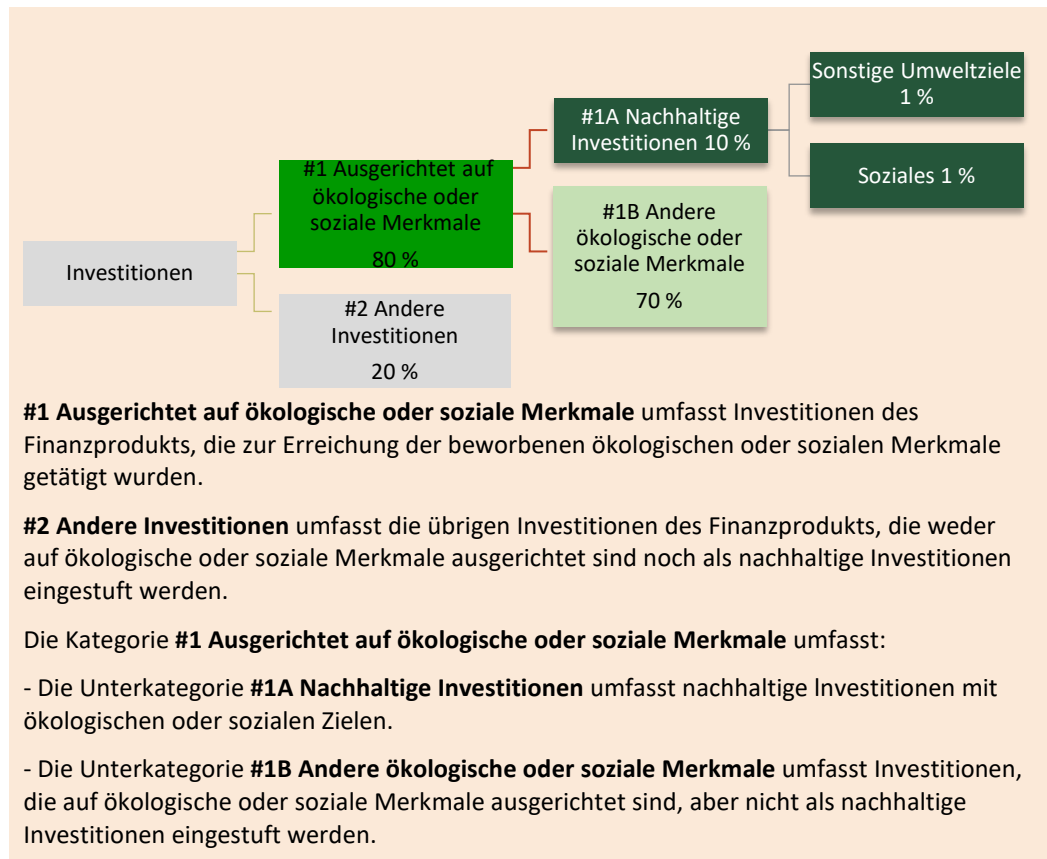 Sonstige Umweltziele
1 %
#1A Nachhaltige
Investitionen 10 %
Soziales 1 %
#1 Ausgerichtet auf
ökologische oder
soziale Merkmale
80 %
#1B Andere
ökologische oder
soziale Merkmale
70 %
Investitionen
#2 Andere
Investitionen
20 %
#1 Ausgerichtet auf ökologische oder soziale Merkmale umfasst Investitionen des
Finanzprodukts, die zur Erreichung der beworbenen ökologischen oder sozialen Merkmale
getätigt wurden.
#2 Andere Investitionen umfasst die übrigen Investitionen des Finanzprodukts, die weder
auf ökologische oder soziale Merkmale ausgerichtet sind noch als nachhaltige Investitionen
eingestuft werden.
Die Kategorie #1 Ausgerichtet auf ökologische oder soziale Merkmale umfasst:
- Die Unterkategorie #1A Nachhaltige Investitionen umfasst nachhaltige lnvestitionen mit
ökologischen oder sozialen Zielen.
- Die Unterkategorie #1B Andere ökologische oder soziale Merkmale umfasst Investitionen,
die auf ökologische oder soziale Merkmale ausgerichtet sind, aber nicht als nachhaltige
Investitionen eingestuft werden.